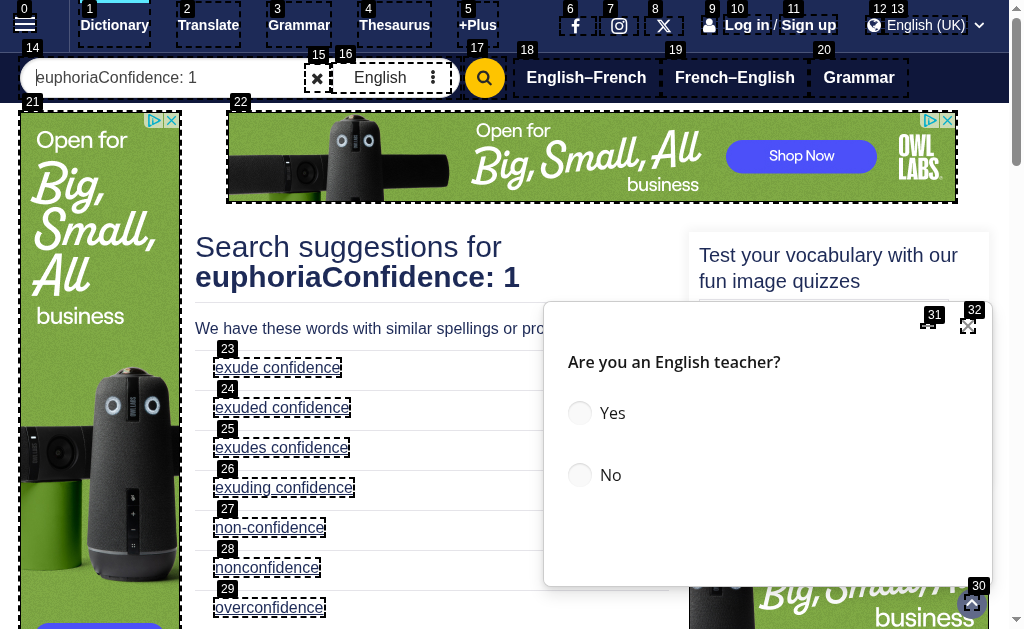 0 1 2 3 4 5 6 7 8 9 10 11 12 13
Dictionary Translate Grammar Thesaurus +Plus Log in / Sign up English (UK)
14 15 16 17 18 19 20
euphoriaConfidence: 1 English English–French French–English Grammar
21 22
Open for
Big,
Small,
All
business
Open for
Big, Small, All
business
Shop Now
OWL
LABS
Search suggestions for
euphoriaConfidence: 1
We have these words with similar spellings or pro
23
exude confidence
24
exuded confidence
25
exudes confidence
26
exuding confidence
27
non-confidence
28
nonconfidence
29
overconfidence
Test your vocabulary with our
fun image quizzes
31 32
Are you an English teacher?
Yes
No
30
Big, Small, All
business